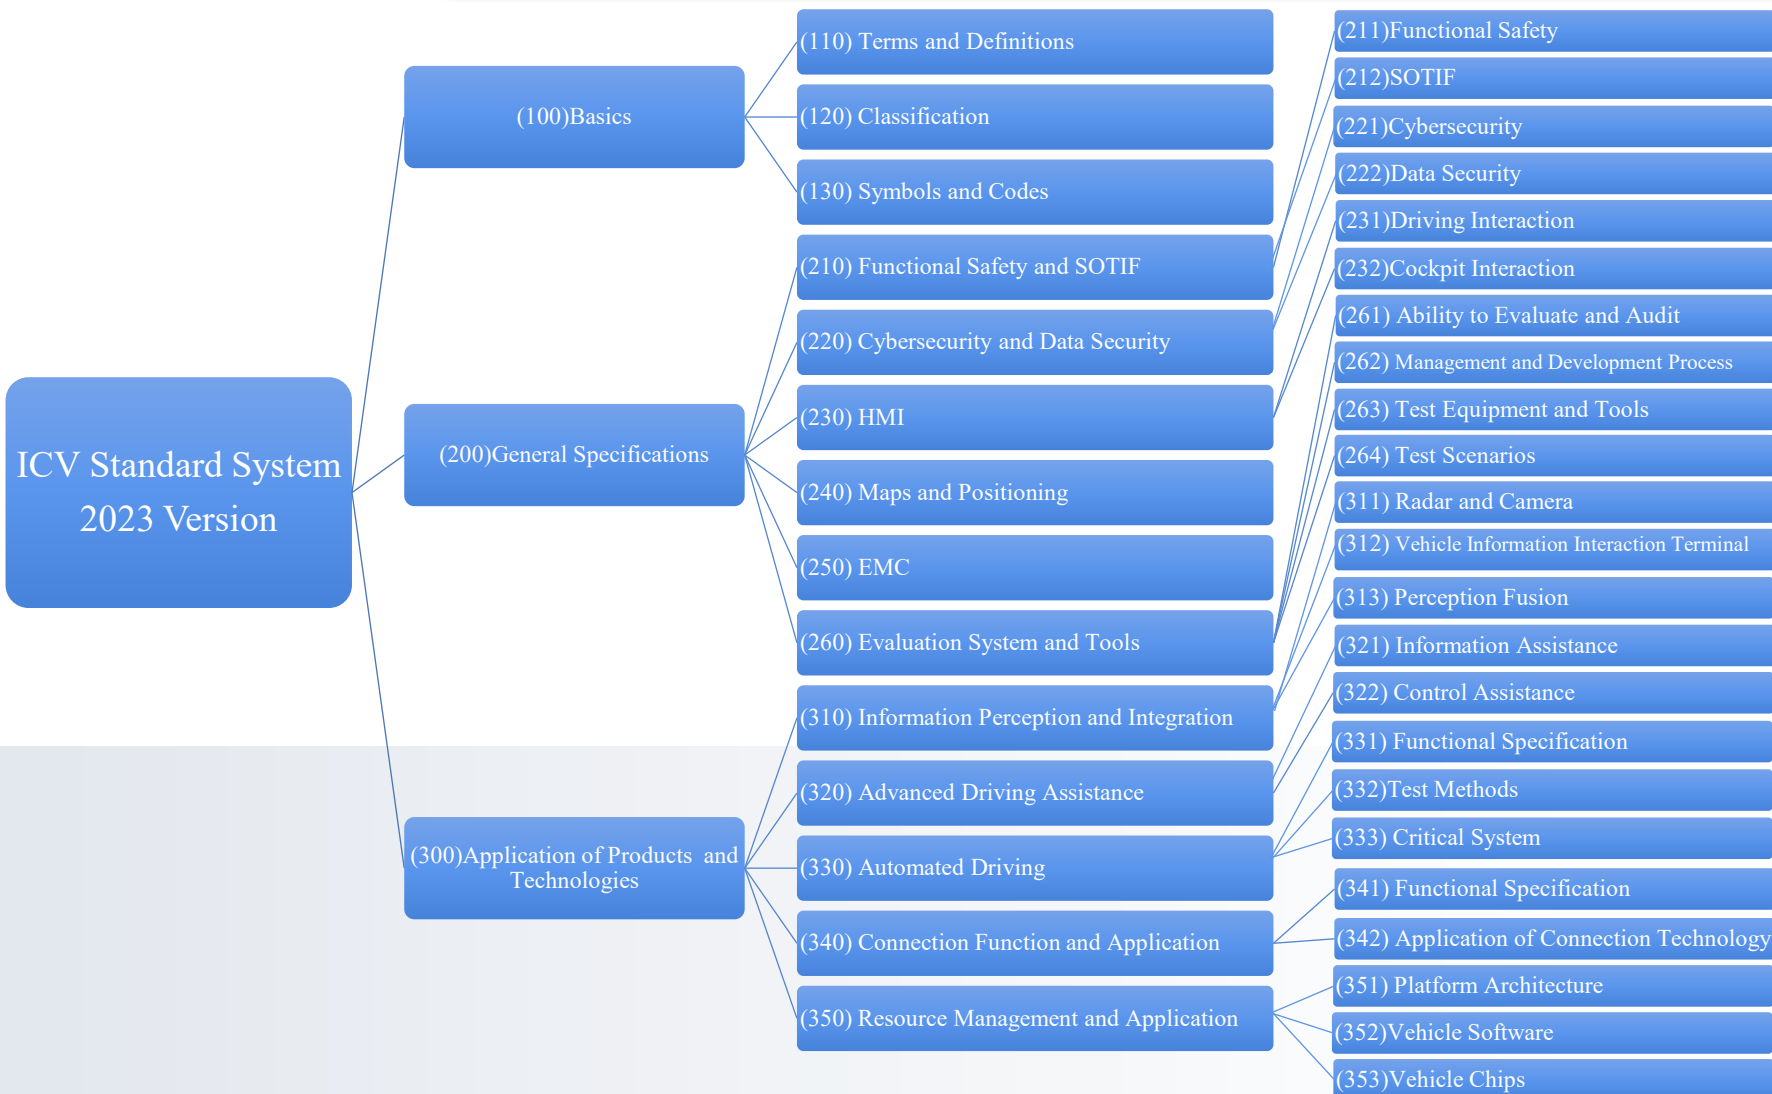 ICV Standard System
2023 Version
(100)Basics
(200)General Specifications
(300)Application of Products and
Technologies
(110) Terms and Definitions
(120) Classification
(130) Symbols and Codes
(210) Functional Safety and SOTIF
(220) Cybersecurity and Data Security
(230) HMI
(240) Maps and Positioning
(250) EMC
(260) Evaluation System and Tools
(310) Information Perception and Integration
(320) Advanced Driving Assistance
(330) Automated Driving
(340) Connection Function and Application
(350) Resource Management and Application
(211)Functional Safety
(212)SOTIF
(221)Cybersecurity
(222)Data Security
(231)Driving Interaction
(232)Cockpit Interaction
(261) Ability to Evaluate and Audit
(262) Management and Development Process
(263) Test Equipment and Tools
(264) Test Scenarios
(311) Radar and Camera
(312) Vehicle Information Interaction Terminal
(313) Perception Fusion
(321) Information Assistance
(322) Control Assistance
(331) Functional Specification
(332)Test Methods
(333) Critical System
(341) Functional Specification
(342) Application of Connection Technology
(351) Platform Architecture
(352)Vehicle Software
(353)Vehicle Chips